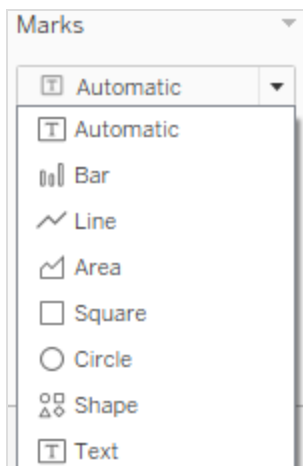 Marks
Automatic
Automatic
Bar
Line
Area
Square
Circle
Shape
Text